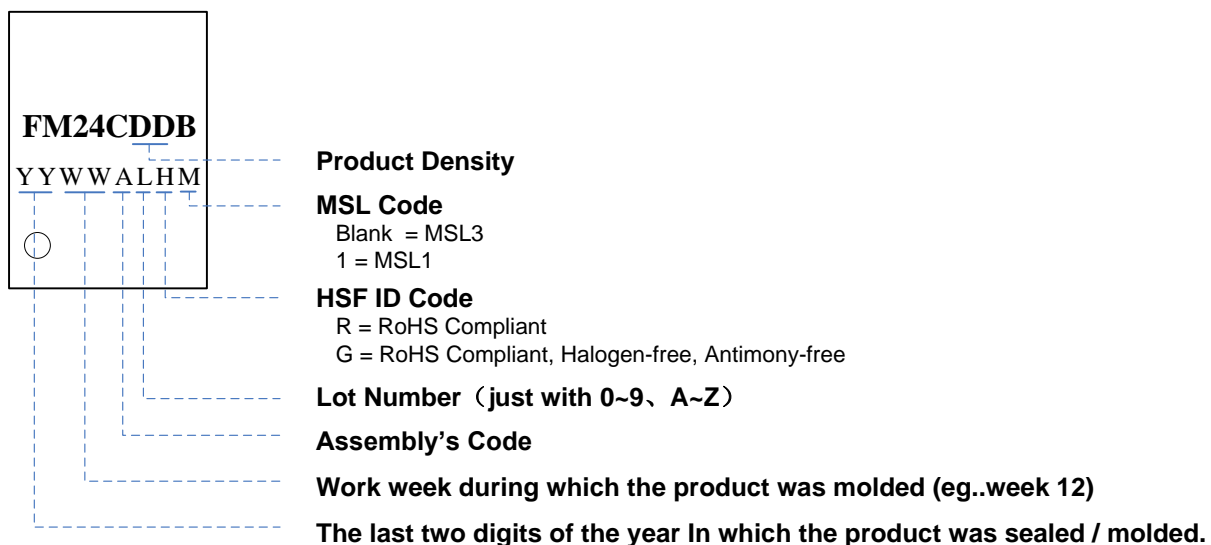 FM24CDDB
YYWWALHM
Product Density
MSL Code
Blank = MSL3
1 = MSL1
HSF ID Code
R = RoHS Compliant
G = RoHS Compliant, Halogen-free, Antimony-free
Lot Number（just with 0~9、A~Z）
Assembly's Code
Work week during which the product was molded (eg..week 12)
The last two digits of the year In which the product was sealed / molded.